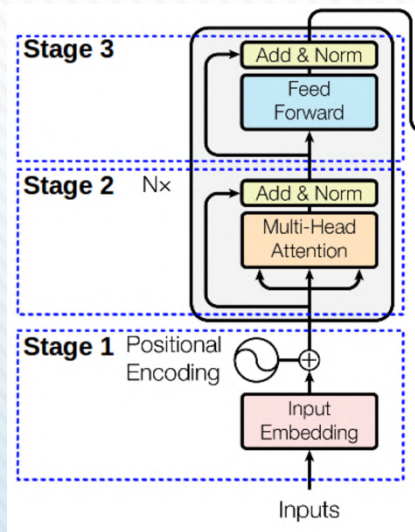 Stage 3
Add & Norm
Feed
Forward
Stage 2
N×
Add & Norm
Multi-Head
Attention
Stage 1
Positional
Encoding
Input
Embedding
Inputs